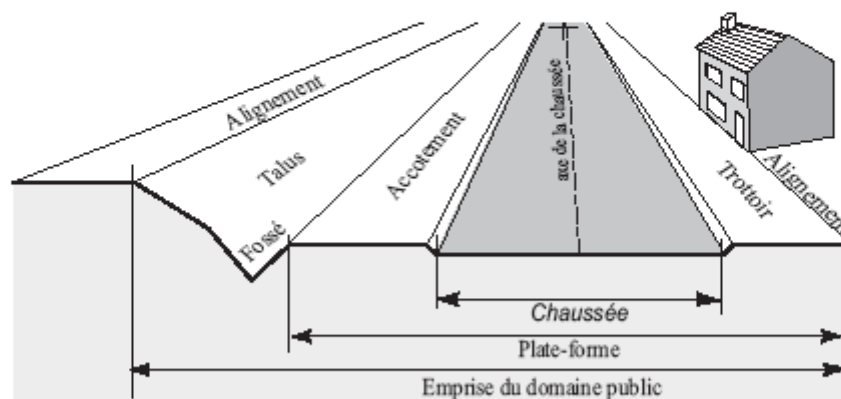 Alignement
Talus
Fossé
Accotement
axe de la chaussée
Trottoir
Alignement
Chaussée
Plate-forme
Emprise du domaine public